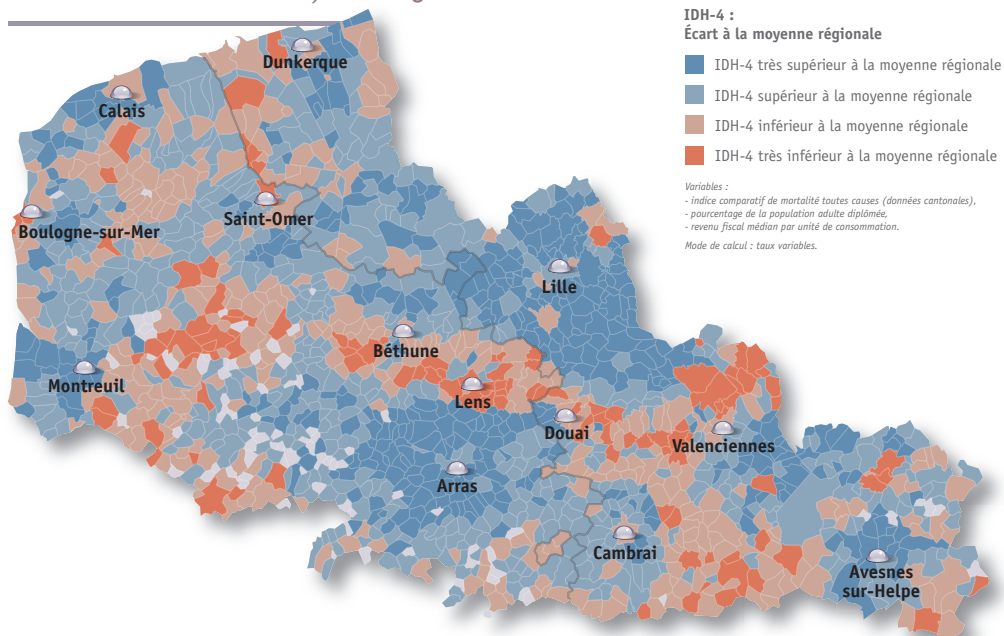 IDH-4 :
Écart à la moyenne régionale
IDH-4 très supérieur à la moyenne régionale
IDH-4 supérieur à la moyenne régionale
IDH-4 inférieur à la moyenne régionale
IDH-4 très inférieur à la moyenne régionale
Variables :
- indice comparatif de mortalité toutes causes (données cantonales),
- pourcentage de la population adulte diplômée,
- revenu fiscal médian par unité de consommation.
Mode de calcul : taux variables.
Dunkerque
Calais
Saint-Omer
Boulogne-sur-Mer
Lille
Béthune
Montreuil
Lens
Douai
Valenciennes
Arras
Cambrai
Avesnes
sur-Helpe